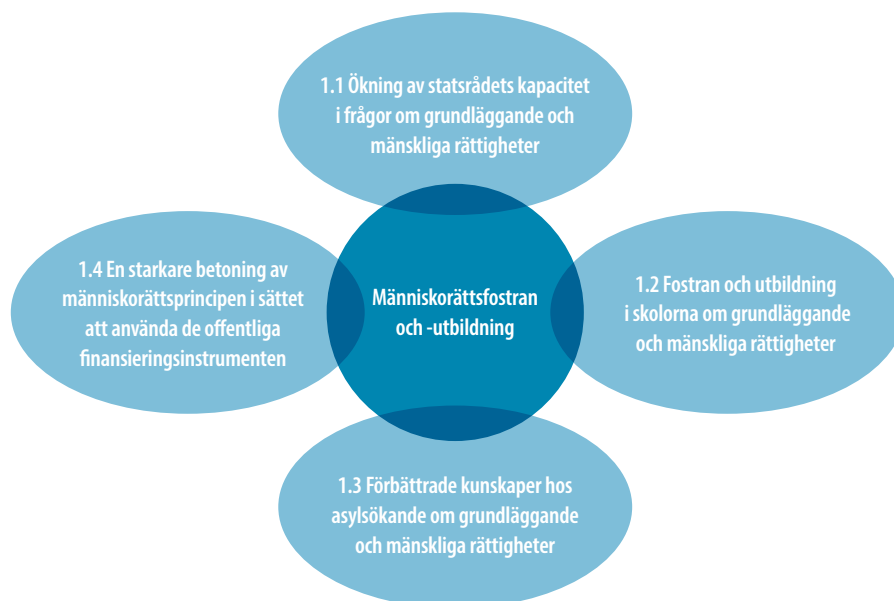 1.1 Ökning av statsrådets kapacitet
i frågor om grundläggande och
mänskliga rättigheter
1.4 En starkare betoning av
människorättsprincipen i sättet
att använda de offentliga
finansieringsinstrumenten
Människorättsfostran
och -utbildning
1.2 Fostran och utbildning
i skolorna om grundläggande
och mänskliga rättigheter
1.3 Förbättrade kunskaper hos
asylsökande om grundläggande
och mänskliga rättigheter